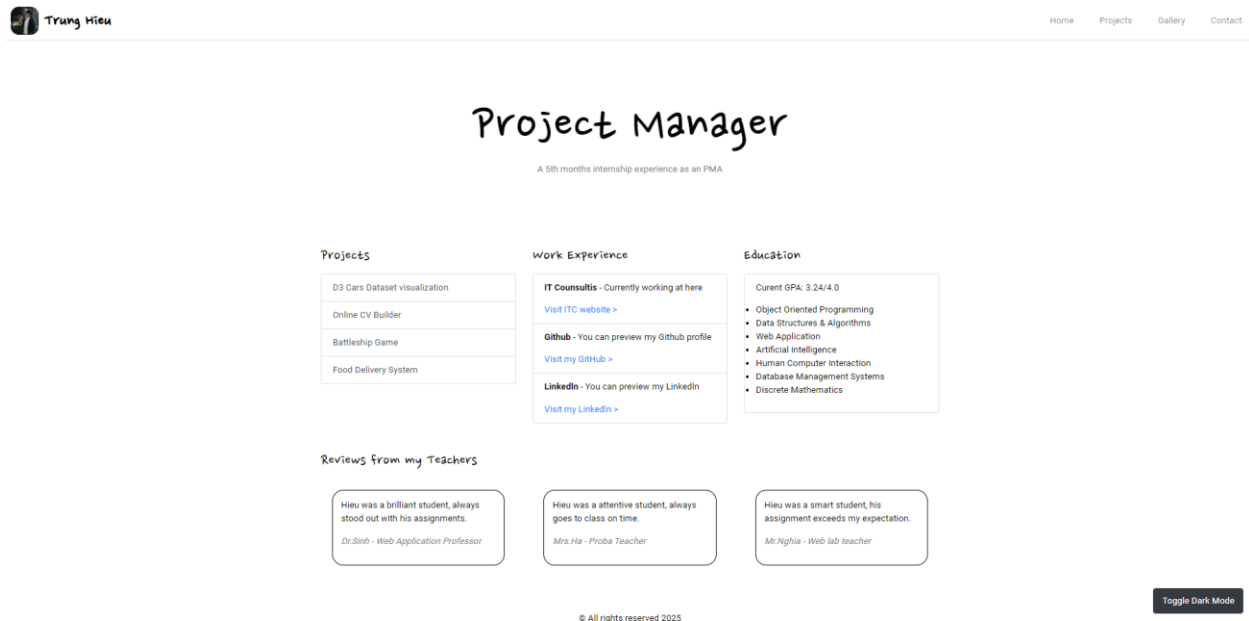 Trung Hieu
Home
Projects
Gallery
Contact
Project Manager
A 5th months internship experience as an PMA
Projects
D3 Cars Dataset visualization
Online CV Builder
Battleship Game
Food Delivery System
Work Experience
IT Counsultis - Currently working at here
Visit ITC website >
Github - You can preview my Github profile
Visit my GitHub >
LinkedIn - You can preview my LinkedIn
Visit my LinkedIn >
Education
Curent GPA: 3.24/4.0
Object Oriented Programming
Data Structures & Algorithms
Web Application
Artificial Intelligence
Human Computer Interaction
Database Management Systems
Discrete Mathematics
Reviews from my Teachers
Hieu was a brilliant student, always
stood out with his assignments.
Dr.Sinh - Web Application Professor
Hieu was a attentive student, always
goes to class on time.
Mrs.Ha - Proba Teacher
Hieu was a smart student, his
assignment exceeds my expectation.
Mr.Nghia - Web lab teacher
Toggle Dark Mode
© All rights reserved 2025